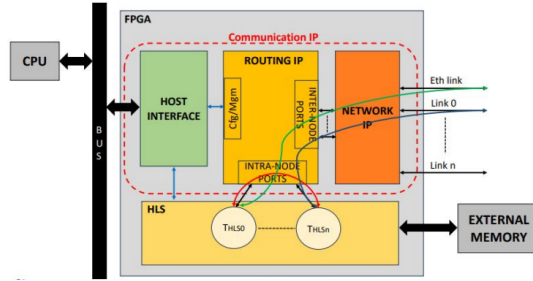 FPGA
Communication IP
CPU
BUS
HOST
INTERFACE
ROUTING IP
Cfg/Mgm
INTER-NODE
PORTS
NETWORK
IP
Eth link
Link 0
Link n
INTRA-NODE
PORTS
HLS
THLS0
THLSn
EXTERNAL
MEMORY